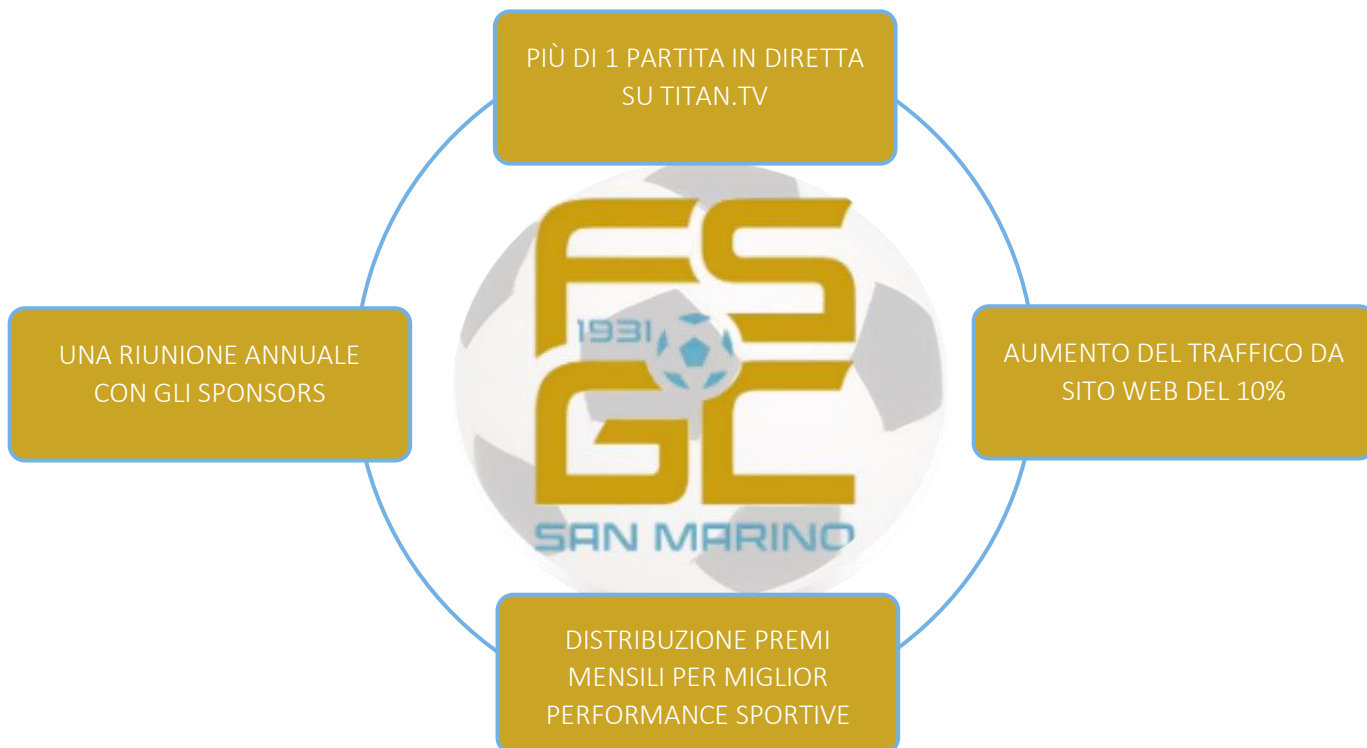 PIÙ DI 1 PARTITA IN DIRETTA
SU TITAN.TV
FS
1931
GC
SAN MARINO
UNA RIUNIONE ANNUALE
CON GLI SPONSORS
AUMENTO DEL TRAFFICO DA
SITO WEB DEL 10%
DISTRIBUZIONE PREMI
MENSILI PER MIGLIOR
PERFORMANCE SPORTIVE